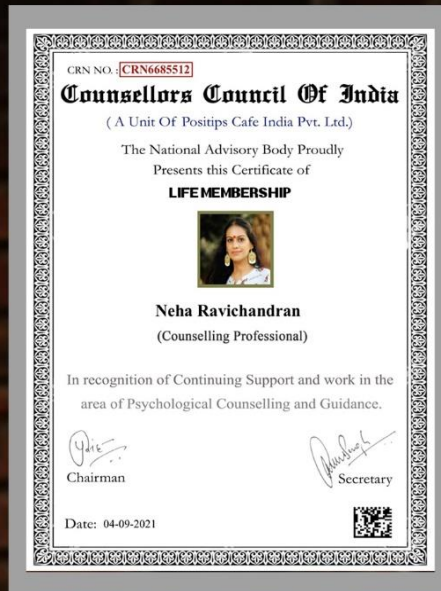 CRN NO. : CRN6685512
Counsellors Council Of India
( A Unit Of Positips Cafe India Pvt. Ltd.)
The National Advisory Body Proudly
Presents this Certificate of
LIFE MEMBERSHIP
Neha Ravichandran
(Counselling Professional)
In recognition of Continuing Support and work in the
area of Psychological Counselling and Guidance.
Chairman
Secretary
Date: 04-09-2021